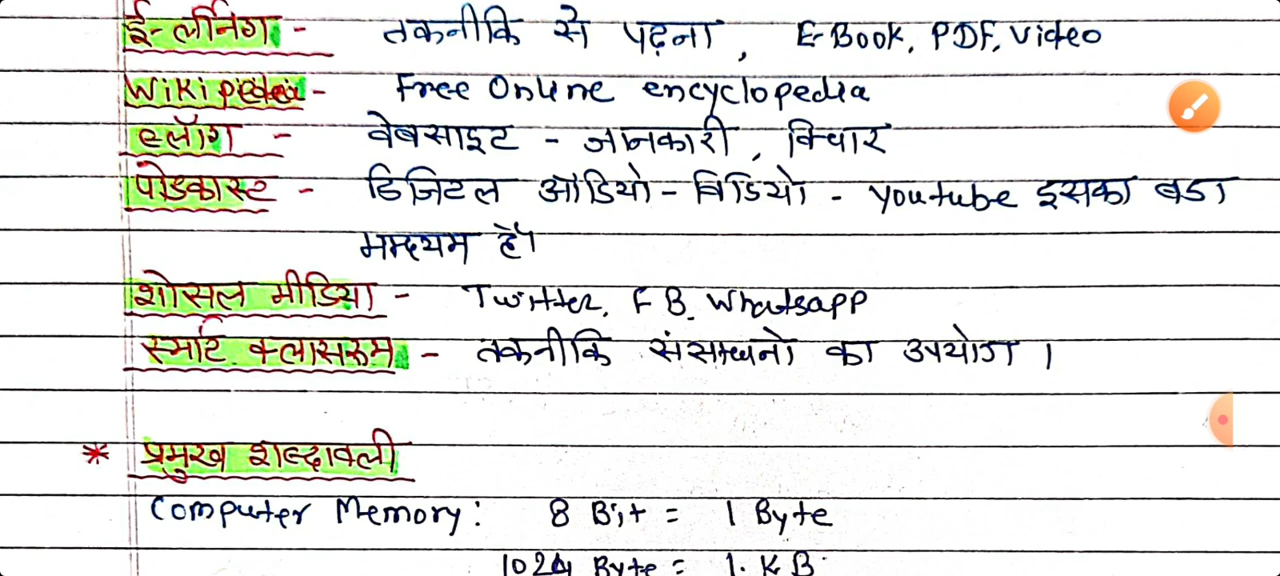 ई-लर्निंग - तकनीकि से पढ़ना, E-Book, PDF, Video
Wikipedia - Free Online encyclopedia
ब्लॉग - वेबसाइट - जानकारी, विचार
पोडकास्ट - डिजिटल ऑडियो - विडियो - youtube इसका बडा
माध्यम है।
शोसल मीडिया - Twitter, FB, Whatsapp
स्मार्ट क्लासरूम - तकनीकि संसाधनो का उपयोग।
* प्रमुख शब्दावली
Computer Memory: 8 Bit = 1 Byte
1024 Byte = 1. KB